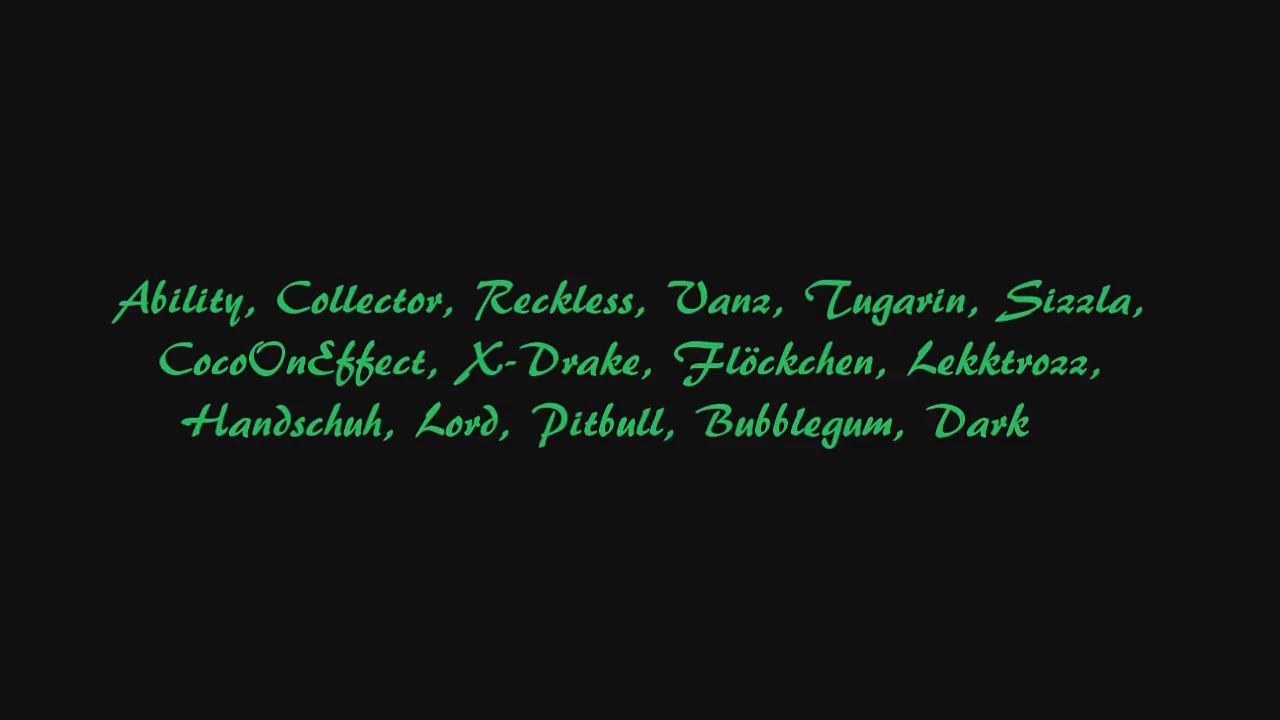 Ability, Collector, Reckless, Vanz, Tugarin, Sizzla,
CocoOnEffect, X-Drake, Flöckchen, Lekktrozz,
Handschuh, Lord, Pitbull, Bubblegum, Dark